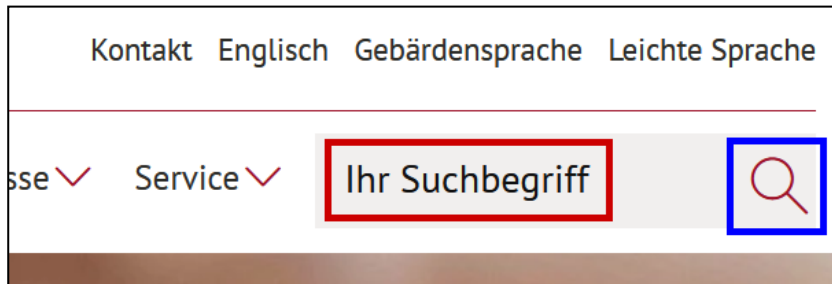 Kontakt Englisch Gebärdensprache Leichte Sprache
sse Service Ihr Suchbegriff